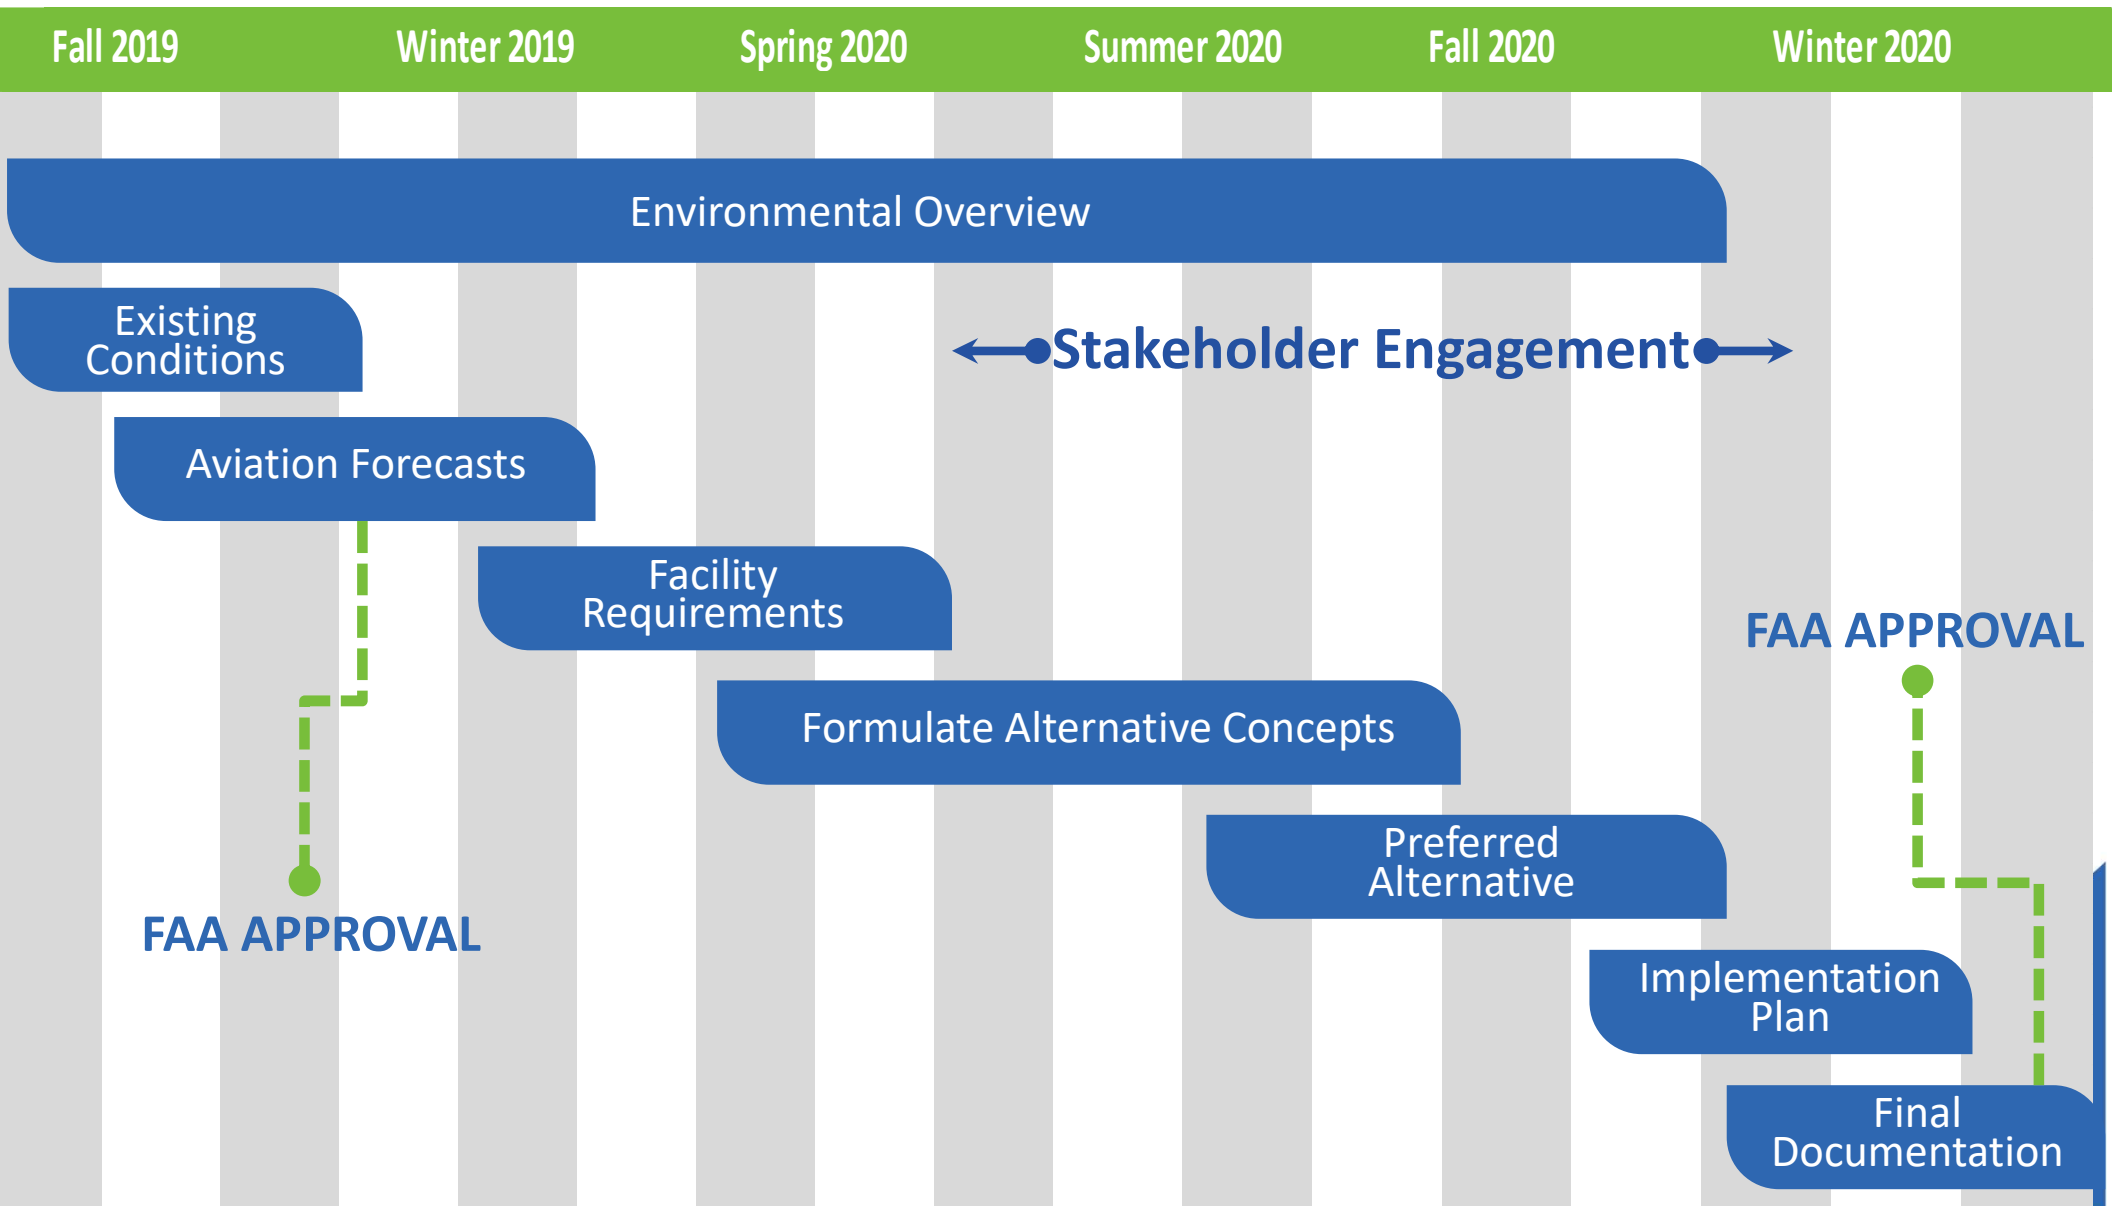 Fall 2019 Winter 2019 Spring 2020 Summer 2020 Fall 2020 Winter 2020
Environmental Overview
Existing
Conditions
Stakeholder Engagement
Aviation Forecasts
Facility
Requirements
FAA APPROVAL
Formulate Alternative Concepts
Preferred
Alternative
FAA APPROVAL
Implementation
Plan
Final
Documentation